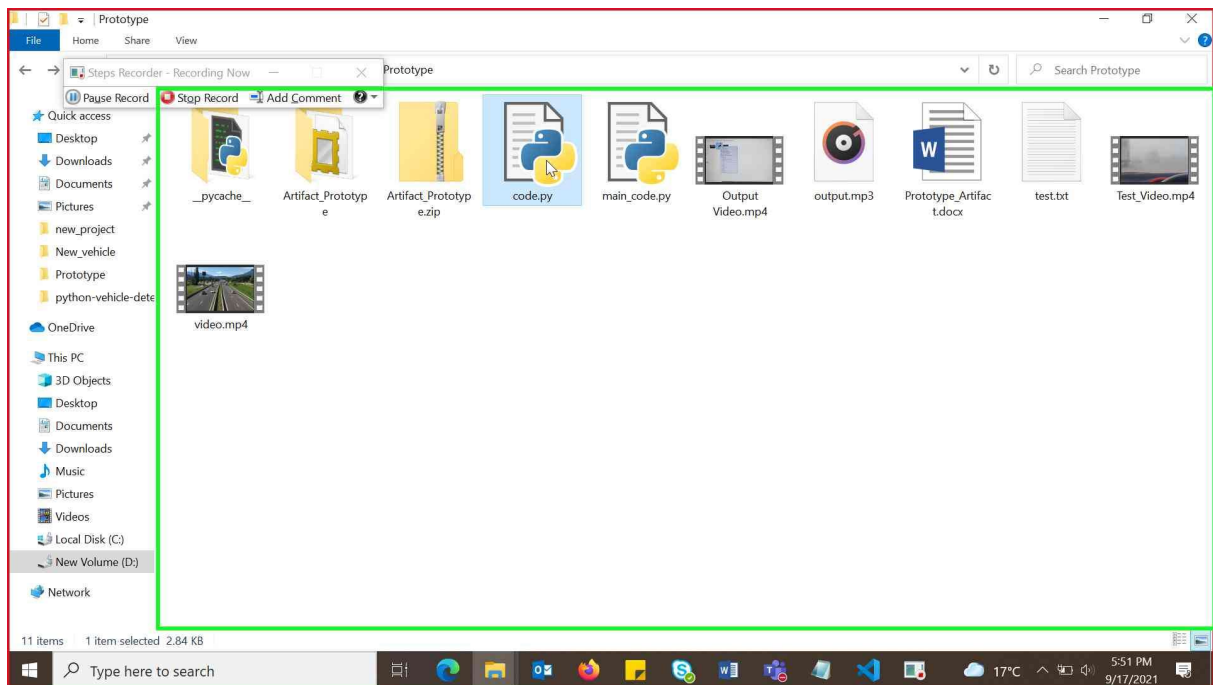 Prototype
File Home Share View
Steps Recorder - Recording Now
Prototype
Search Prototype
Pause Record Stop Record Add Comment
Quick access
Desktop
Downloads
Documents
Pictures
new_project
New_vehicle
Prototype
python-vehicle-dete
OneDrive
This PC
3D Objects
Desktop
Documents
Downloads
Music
Pictures
Videos
Local Disk (C:)
New Volume (D:)
Network
__pycache__
Artifact_Prototyp
e
Artifact_Prototyp
e.zip
code.py
main_code.py
Output
Video.mp4
output.mp3
Prototype_Artifac
t.docx
test.txt
Test_Video.mp4
video.mp4
11 items 1 item selected 2.84 KB
Type here to search
17°C
5:51 PM
9/17/2021